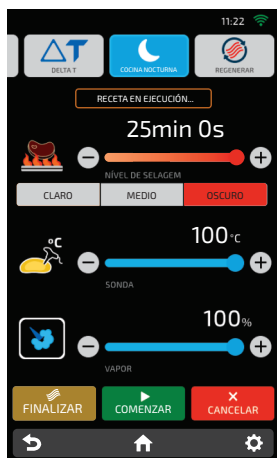 11:22
ΔT
DELTA T
COCINA NOCTURNA
REGENERAR
RECETA EN EJECUCIÓN...
25min 0s
NÍVEL DE SELAGEM
CLARO MEDIO OSCURO
°C
100°C
SONDA
100%
VAPOR
FINALIZAR COMENZAR CANCELAR